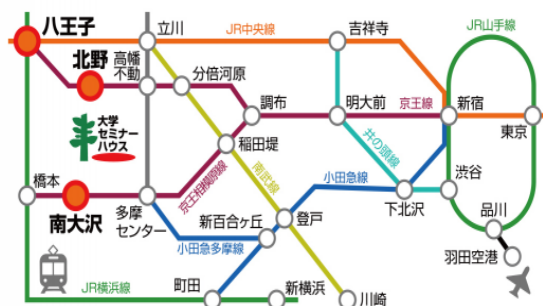 八王子
立川
JR中央線
吉祥寺
JR山手線
北野
高幡
不動
分倍河原
調布
明大前
京王線
新宿
東京
大学
セミナー
ハウス
稲田堤
井の頭線
橋本
南大沢
京王相模原線
南武線
小田急線
渋谷
下北沢
多摩
センター
新百合ヶ丘
登戸
品川
小田急多摩線
羽田空港
町田
新横浜
川崎
JR横浜線